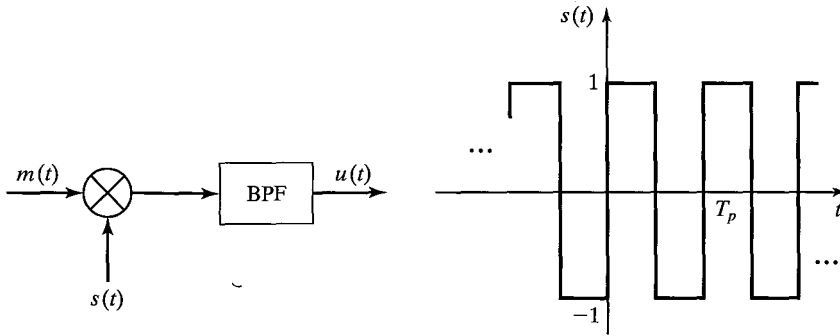 m(t)
BPF
u(t)
s(t)
s(t)
1
...
T_p
t
...
−1